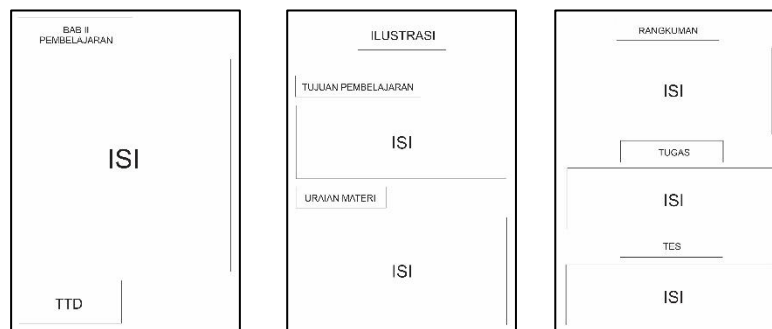 BAB II
PEMBELAJARAN
ISI
TTD
ILUSTRASI
TUJUAN PEMBELAJARAN
ISI
URAIAN MATERI
ISI
RANGKUMAN
ISI
TUGAS
ISI
TES
ISI